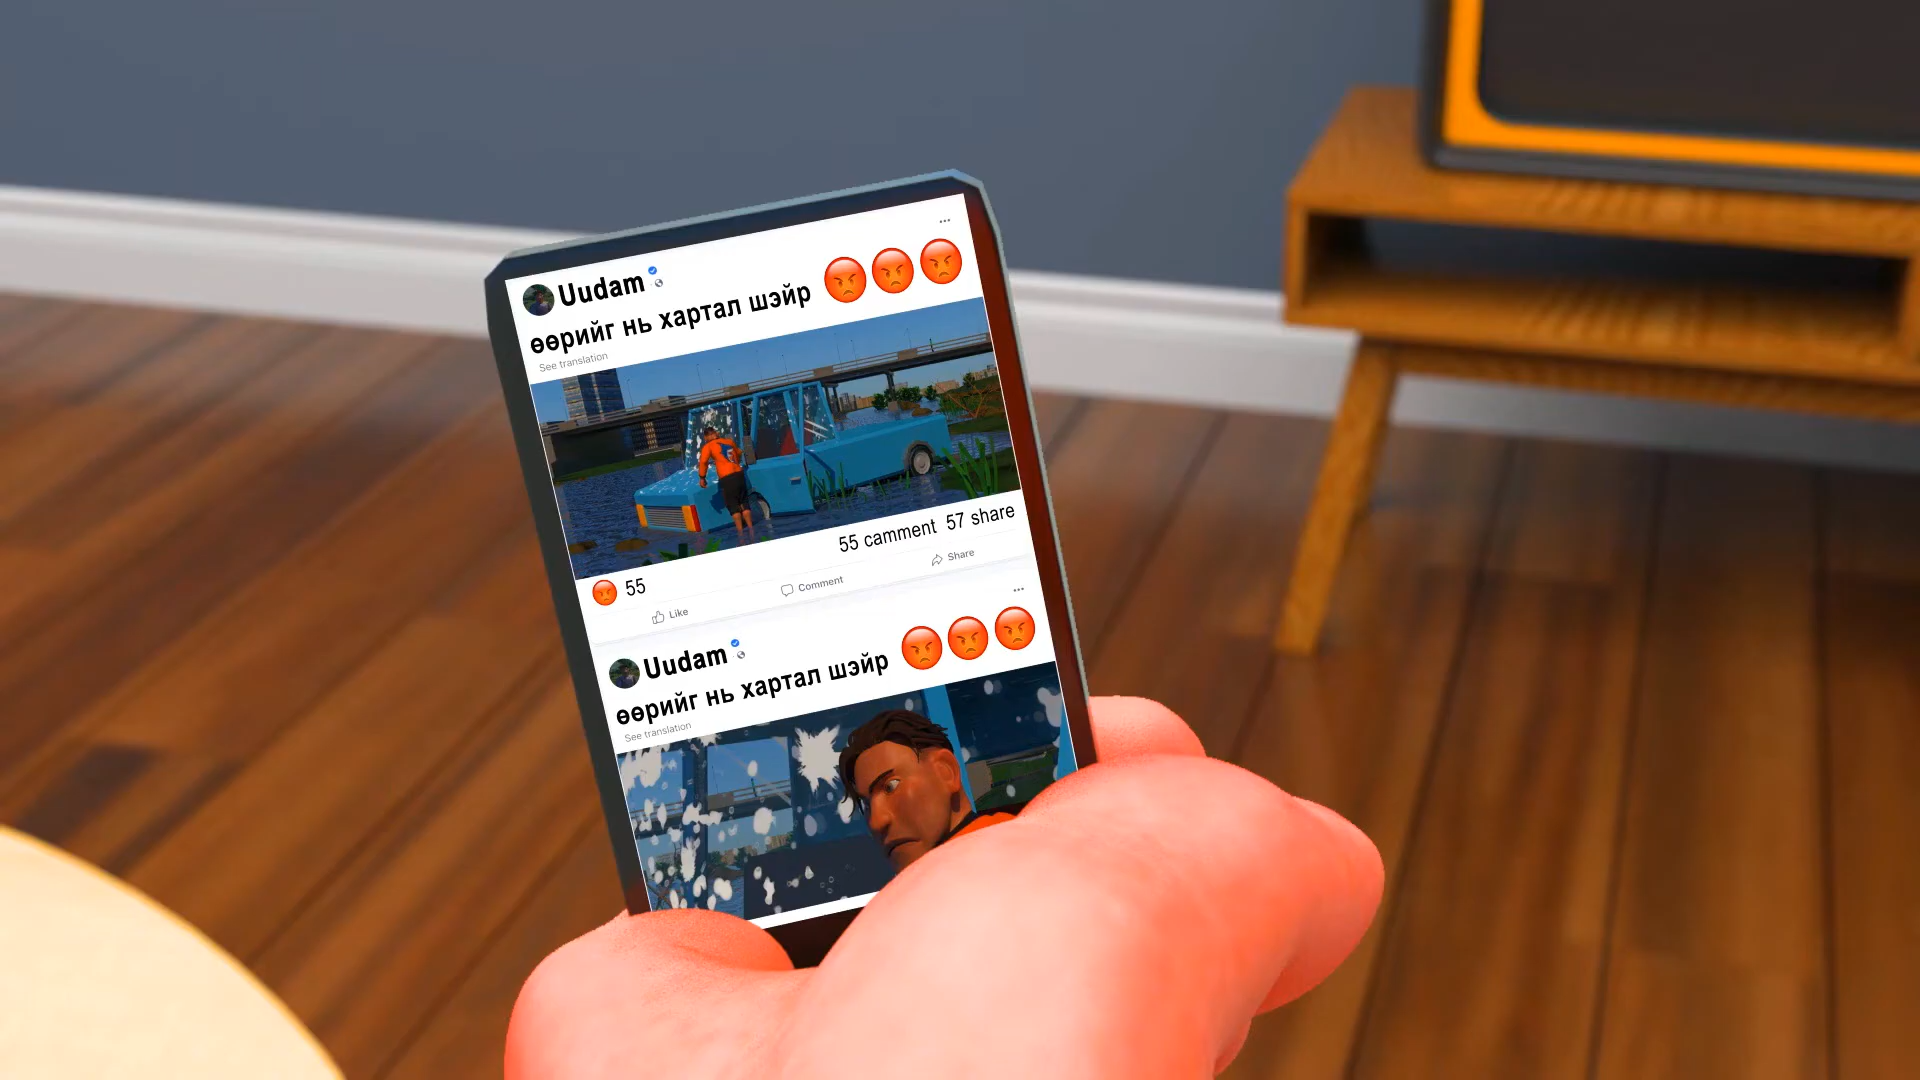 Uudam
өөрийг нь хартал шэйр 😡😡😡
See translation
55 camment 57 share
55
Like Comment Share
Uudam
өөрийг нь хартал шэйр 😡😡😡
See translation